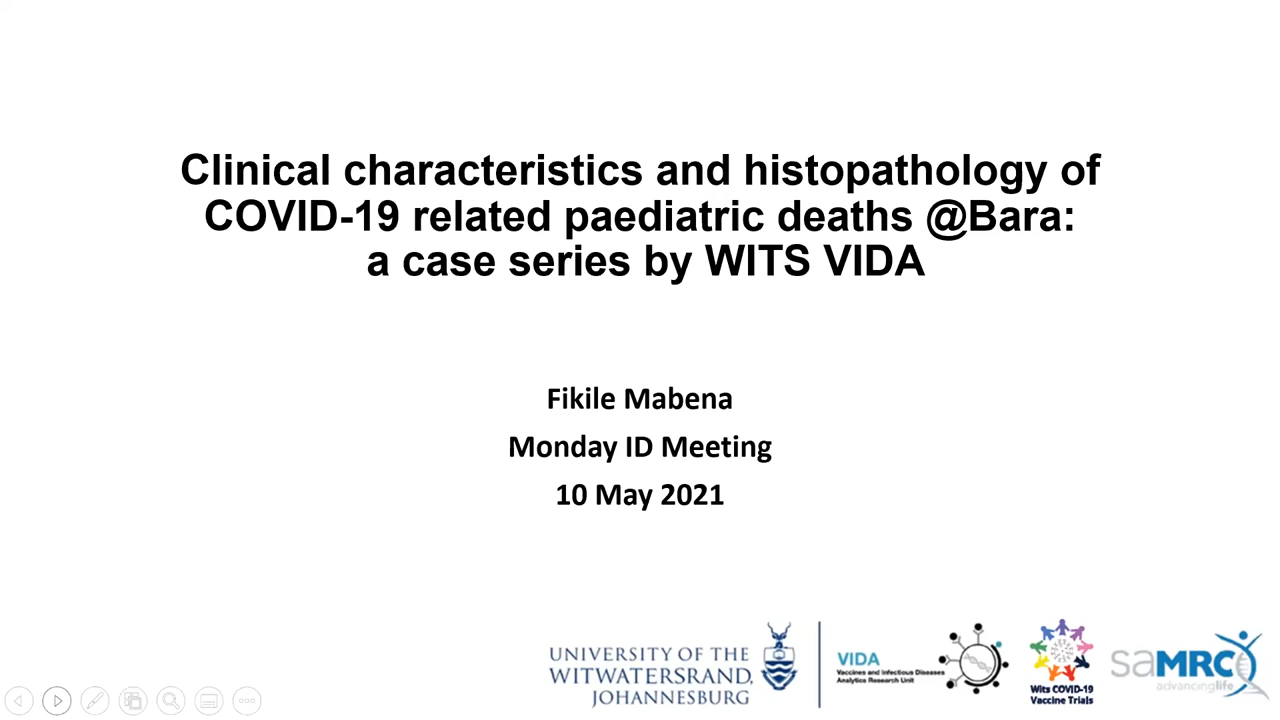 Clinical characteristics and histopathology of
COVID-19 related paediatric deaths @Bara:
a case series by WITS VIDA
Fikile Mabena
Monday ID Meeting
10 May 2021
UNIVERSITY OF THE
WITWATERSRAND,
JOHANNESBURG
VIDA
Vaccines and Infectious Diseases
Analytics Research Unit
Wits COVID-19
Vaccine Trials
saMRC
advancinglife